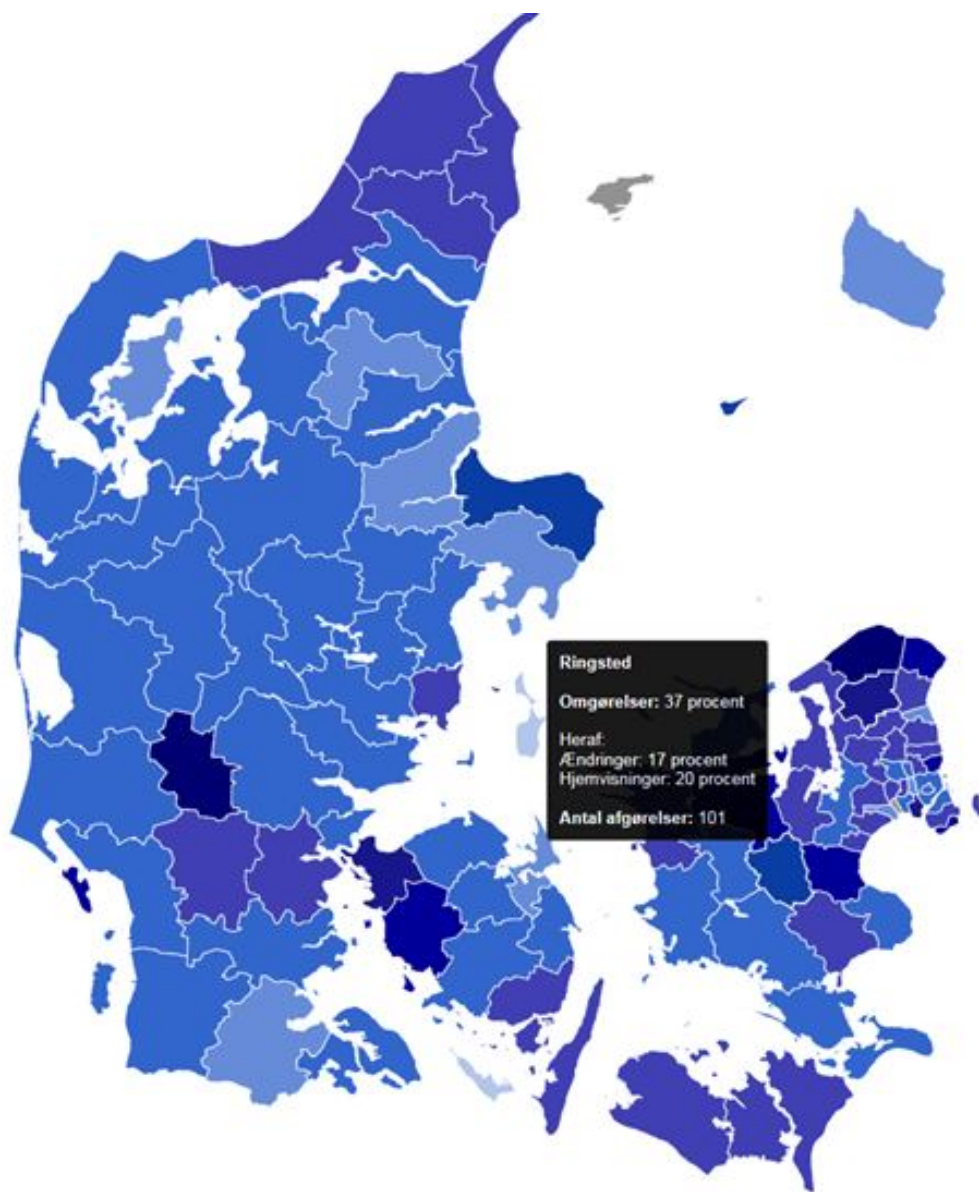 Ringsted
Omgørelser: 37 procent
Heraf:
Ændringer: 17 procent
Hjemvisninger: 20 procent
Antal afgørelser: 101